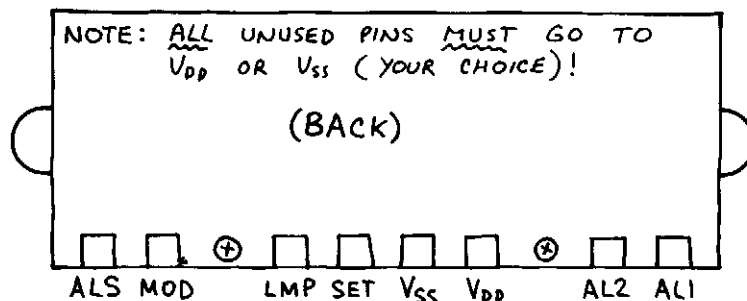 NOTE: ALL UNUSED PINS MUST GO TO
VDD OR VSS (YOUR CHOICE)!
(BACK)
ALS MOD LMP SET VSS VDD AL2 AL1